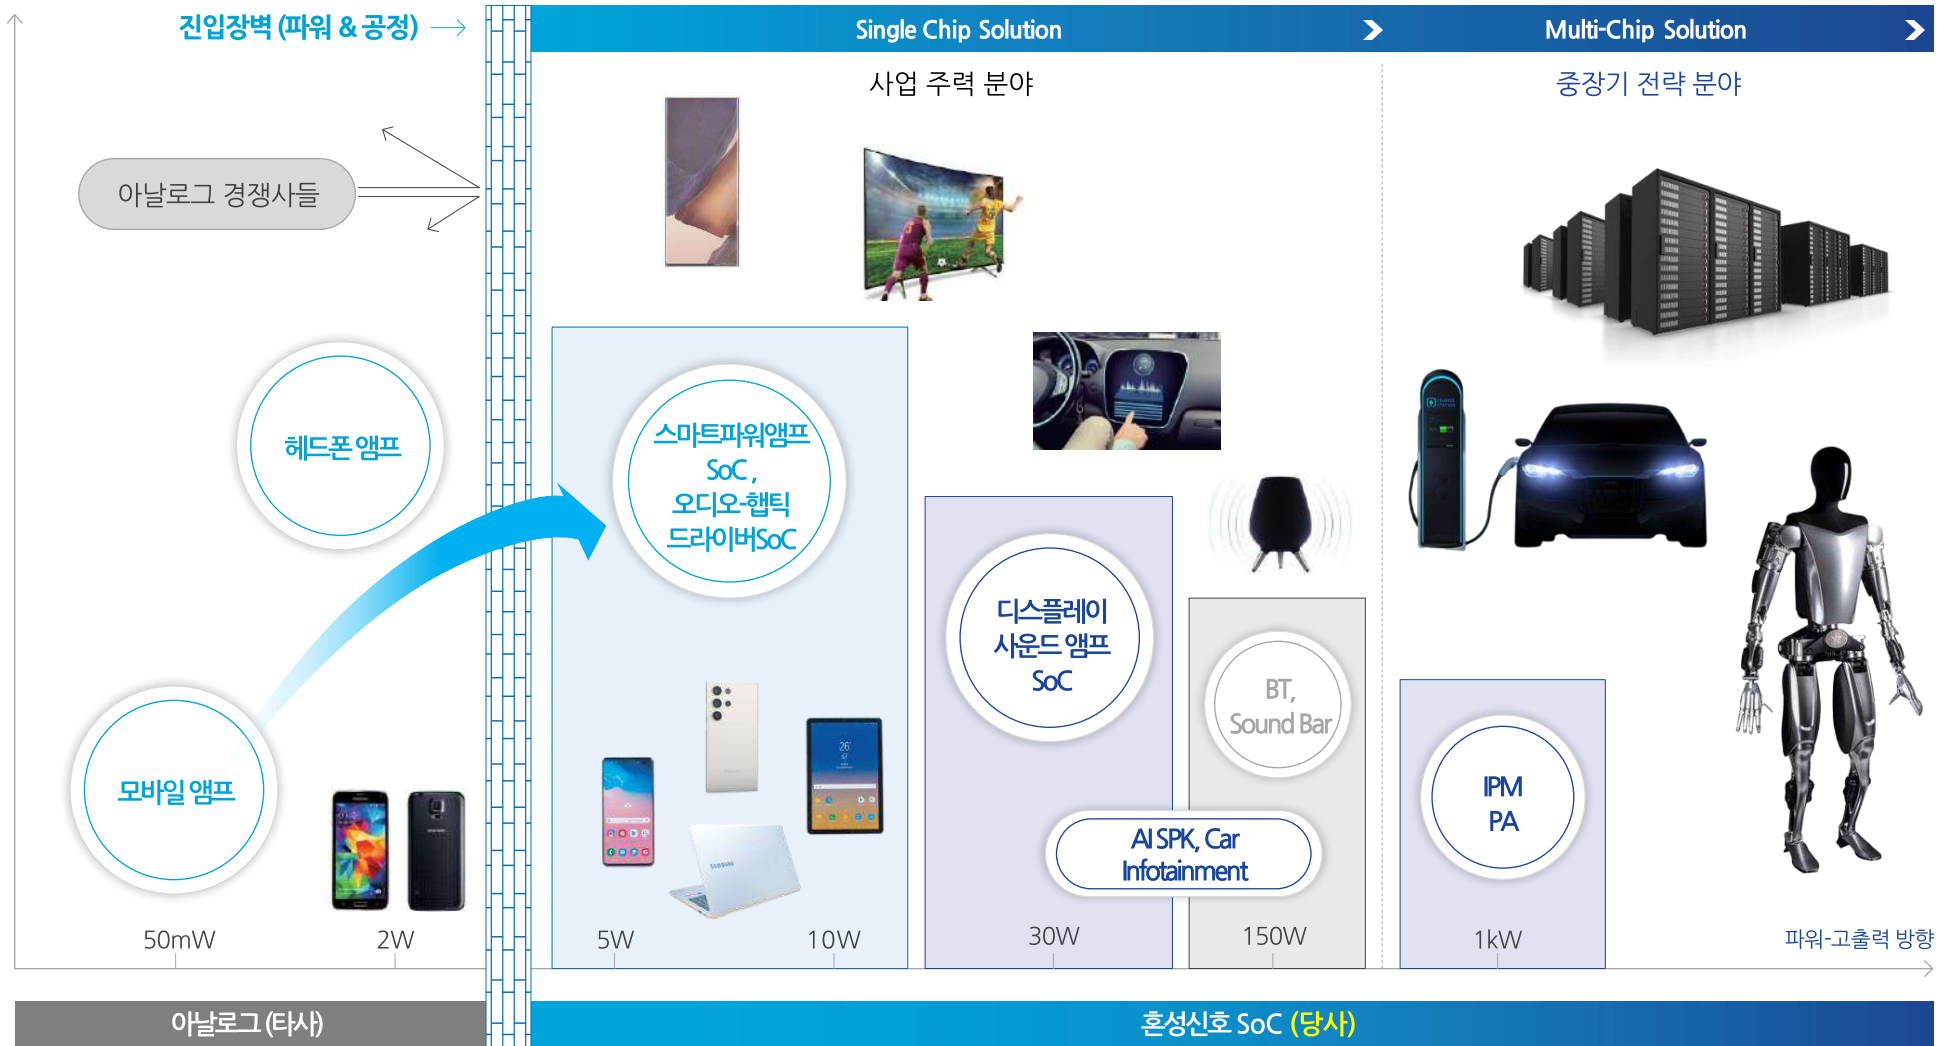 진입장벽 (파워 & 공정)
Single Chip Solution
Multi-Chip Solution
사업 주력 분야
중장기 전략 분야
아날로그 경쟁사들
헤드폰 앰프
스마트파워앰프
SoC ,
오디오-햅틱
드라이버SoC
디스플레이
사운드 앰프
SoC
BT,
Sound Bar
모바일 앰프
IPM
PA
AI SPK, Car
Infotainment
SAMSUNG
26°
CHARGE
STATION
50mW
2W
5W
10W
30W
150W
1kW
파워-고출력 방향
아날로그 (타사)
혼성신호 SoC (당사)